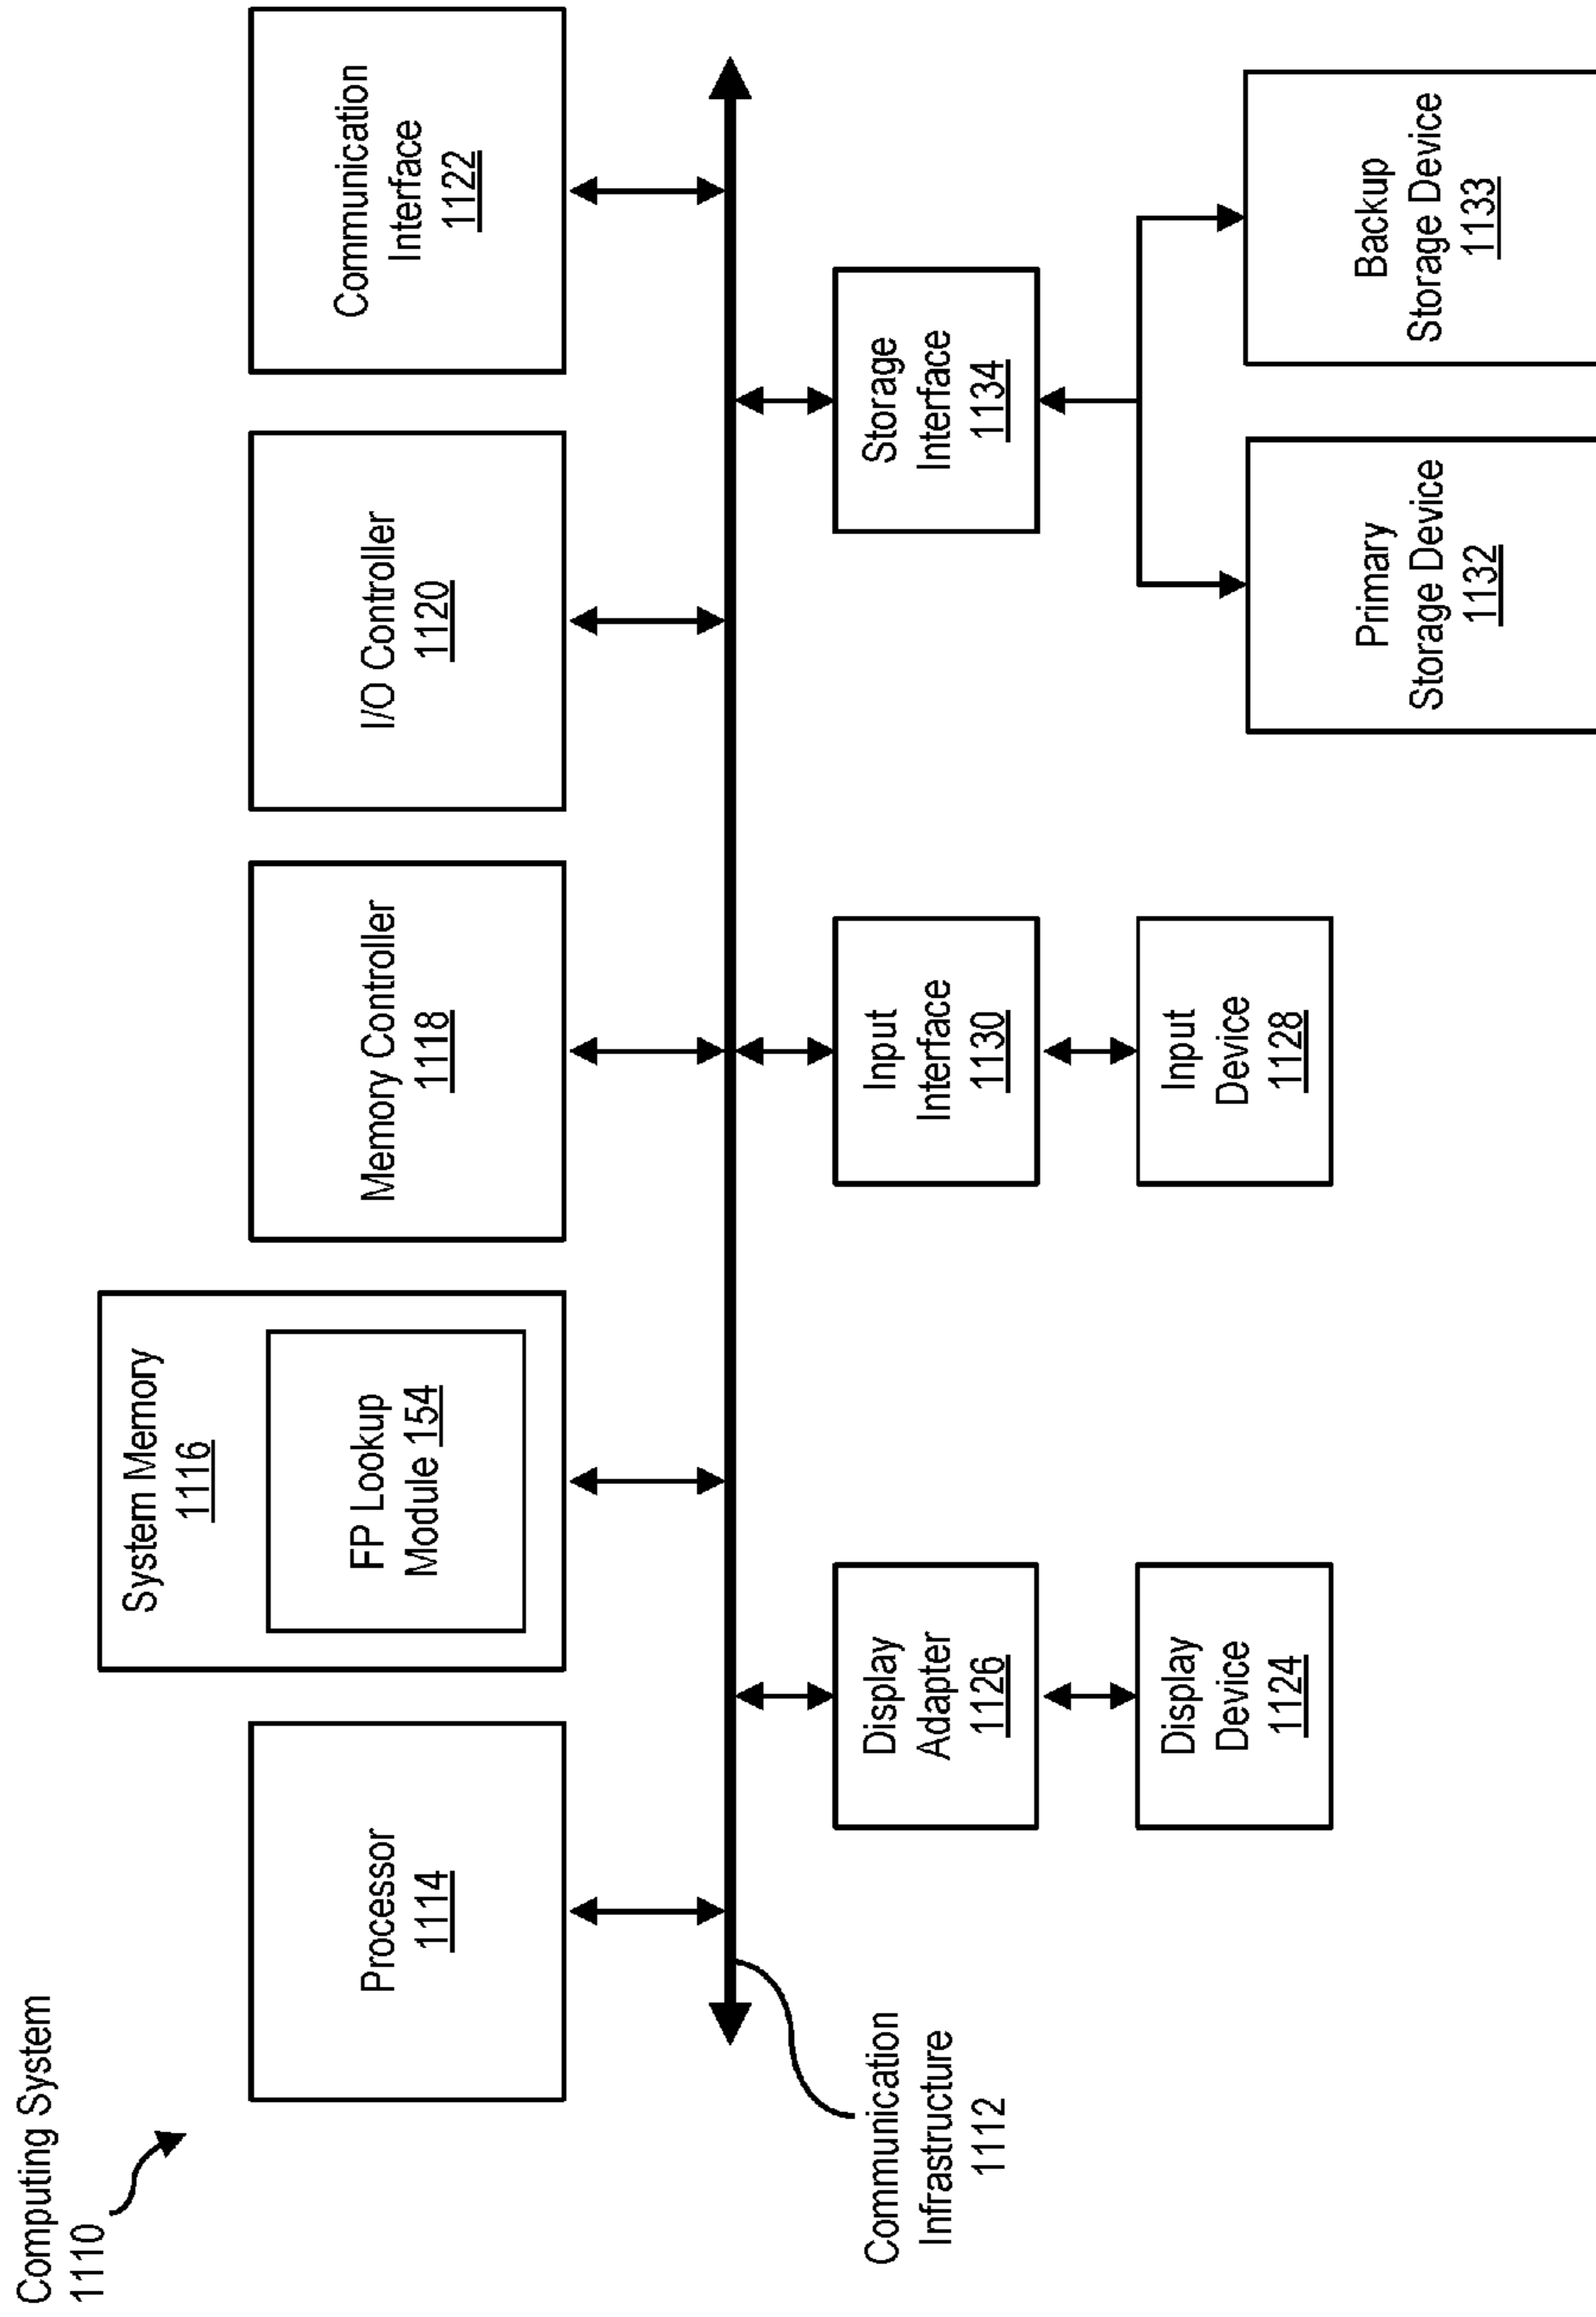 Computing System
1110
Processor
1114
System Memory
1116
FP Lookup
Module 154
Memory Controller
1118
I/O Controller
1120
Communication
Interface
1122
Communication
Infrastructure
1112
Display
Adapter
1126
Input
Interface
1130
Storage
Interface
1134
Display
Device
1124
Input
Device
1128
Primary
Storage Device
1132
Backup
Storage Device
1133